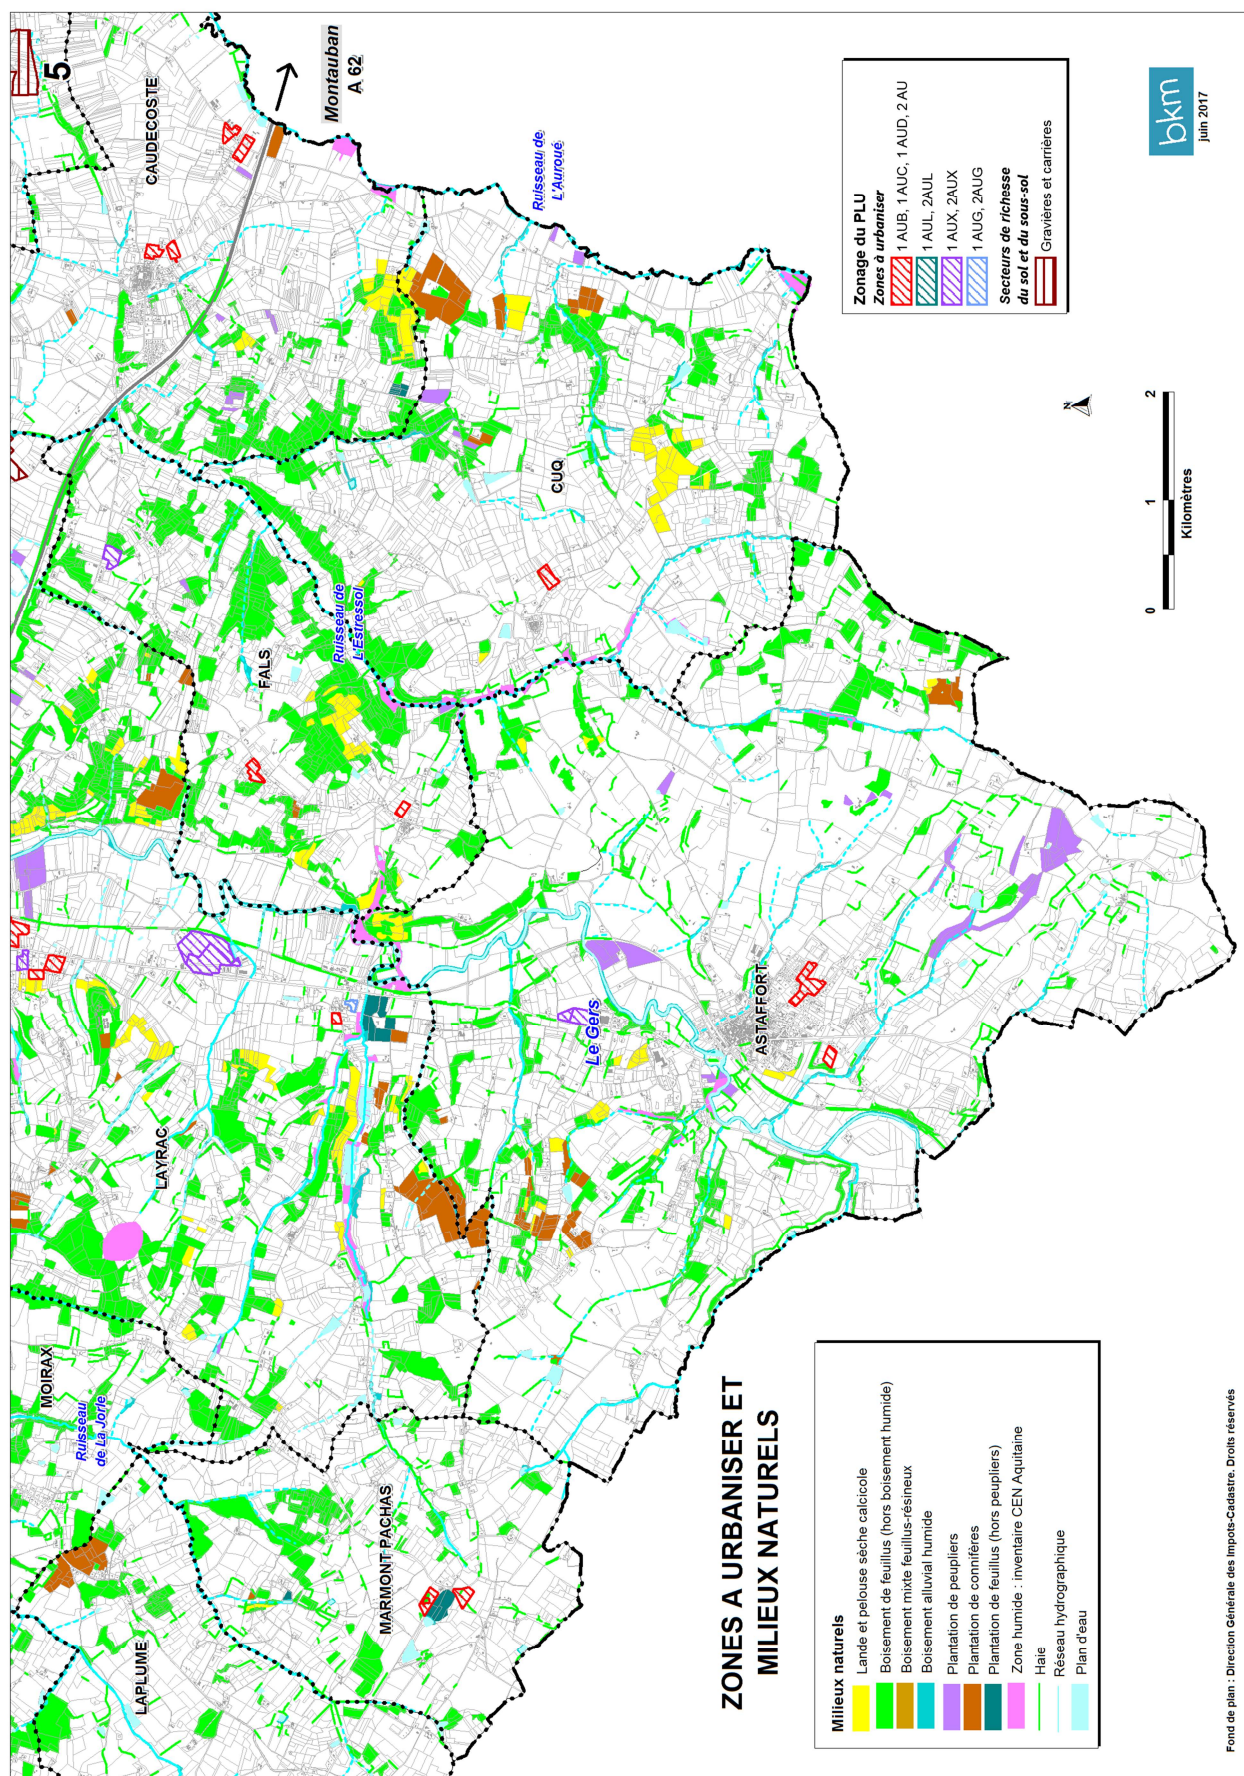 5
CAUDECOSTE
Montauban
A 62
Ruisseau de
L'Auroué
CUQ
Ruisseau de
L'Estressol
FALS
LAYRAC
Le Gers
ASTAFFORT
MOIRAX
Ruisseau
de La Jorle
MARMONT PACHAS
LAPLUME
ZONES A URBANISER ET
MILIEUX NATURELS
Milieux naturels
Lande et pelouse sèche calcicole
Boisement de feuillus (hors boisement humide)
Boisement mixte feuillus-résineux
Boisement alluvial humide
Plantation de peupliers
Plantation de connifères
Plantation de feuillus (hors peupliers)
Zone humide : inventaire CEN Aquitaine
Haie
Réseau hydrographique
Plan d'eau
Zonage du PLU
Zones à urbaniser
1 AUB, 1 AUC, 1 AUD, 2 AU
1 AUL, 2AUL
1 AUX, 2AUX
1 AUG, 2AUG
Secteurs de richesse
du sol et du sous-sol
Gravières et carrières
N
0 1 2
Kilomètres
bkm
juin 2017
Fond de plan : Direction Générale des Impots-Cadastre. Droits réservés